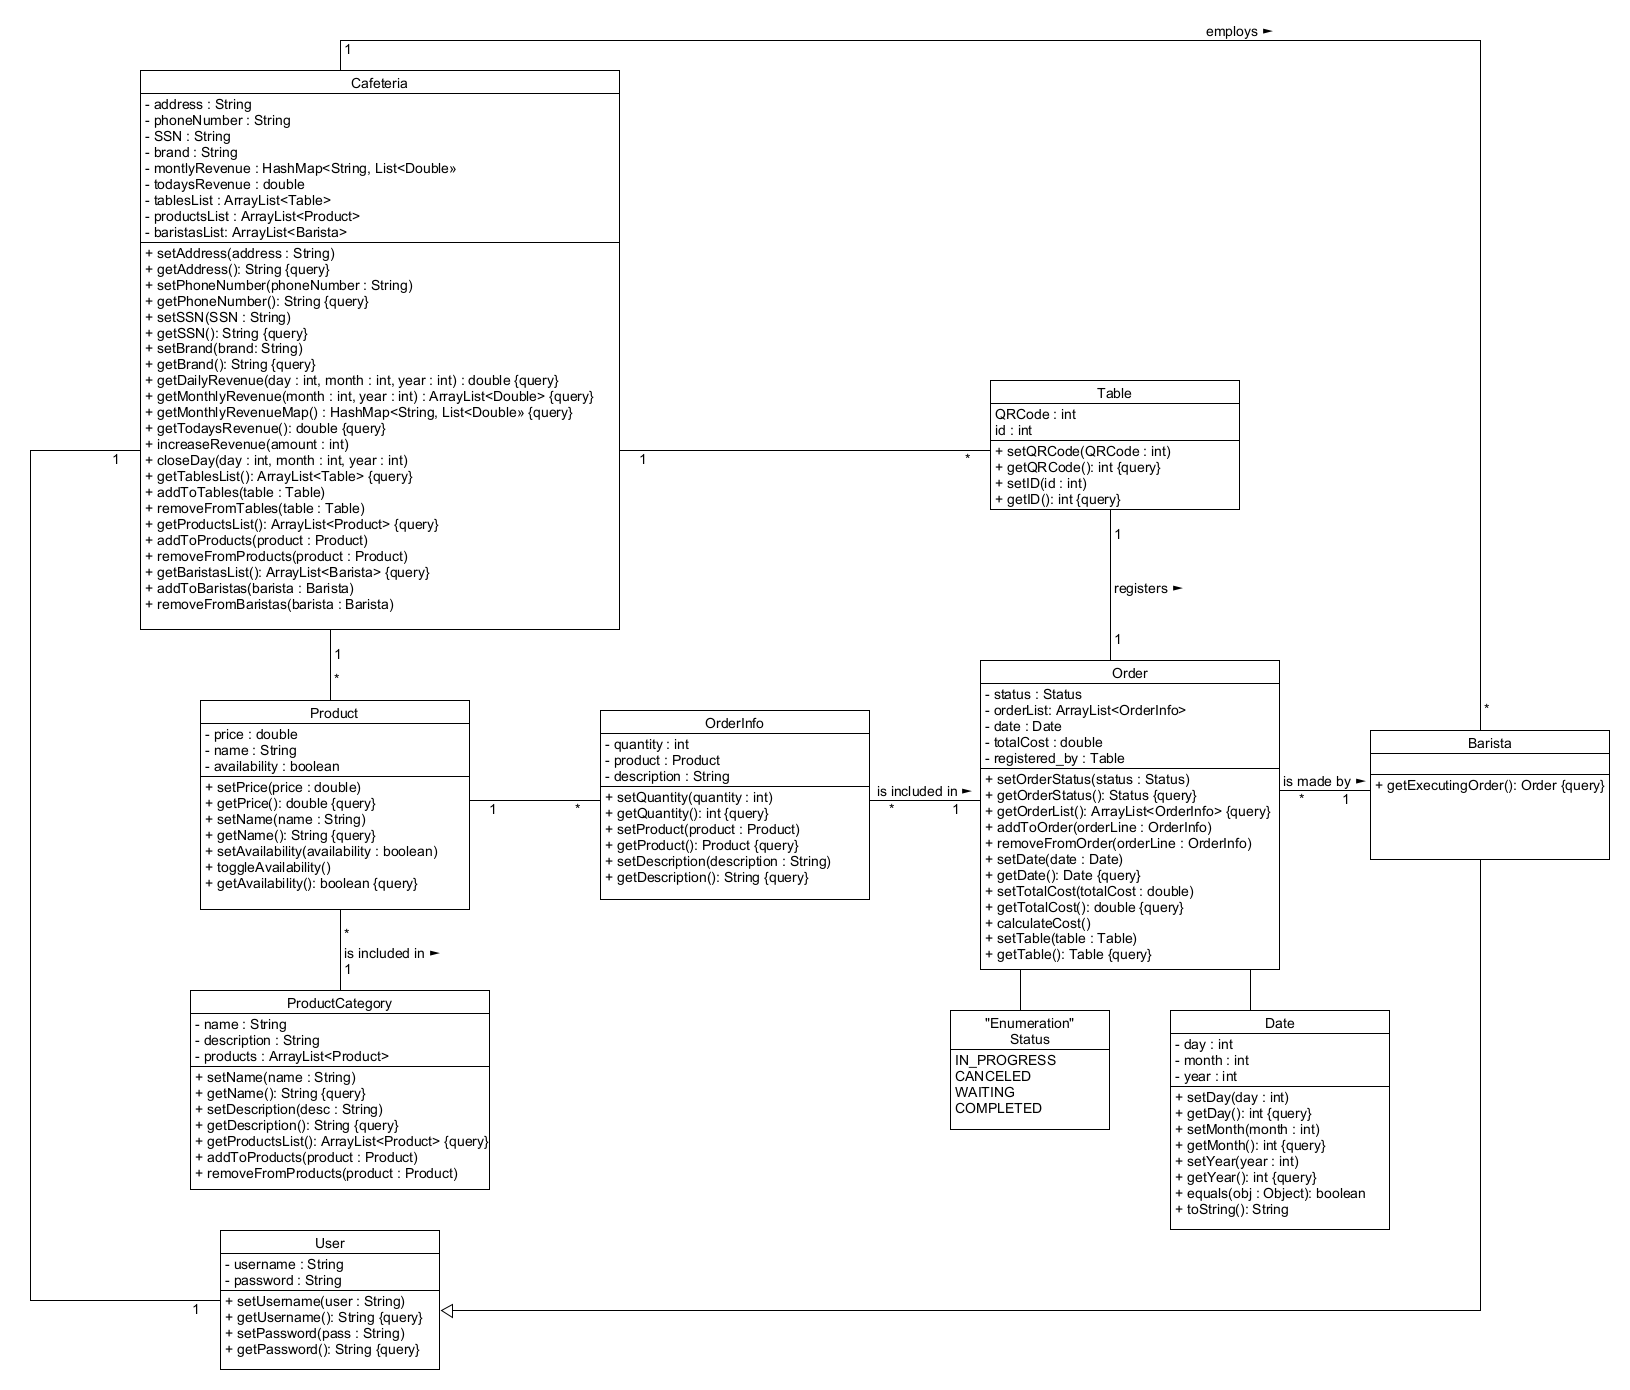 employs ►
1
Cafeteria
- address : String
- phoneNumber : String
- SSN : String
- brand : String
- montlyRevenue : HashMap<String, List<Double»
- todaysRevenue : double
- tablesList : ArrayList<Table>
- productsList : ArrayList<Product>
- baristasList: ArrayList<Barista>
+ setAddress(address : String)
+ getAddress(): String {query}
+ setPhoneNumber(phoneNumber : String)
+ getPhoneNumber(): String {query}
+ setSSN(SSN : String)
+ getSSN(): String {query}
+ setBrand(brand: String)
+ getBrand(): String {query}
+ getDailyRevenue(day : int, month : int, year : int) : double {query}
+ getMonthlyRevenue(month : int, year : int) : ArrayList<Double> {query}
+ getMonthlyRevenueMap() : HashMap<String, List<Double» {query}
+ getTodaysRevenue(): double {query}
+ increaseRevenue(amount : int)
+ closeDay(day : int, month : int, year : int)
+ getTablesList(): ArrayList<Table> {query}
+ addToTables(table : Table)
+ removeFromTables(table : Table)
+ getProductsList(): ArrayList<Product> {query}
+ addToProducts(product : Product)
+ removeFromProducts(product : Product)
+ getBaristasList(): ArrayList<Barista> {query}
+ addToBaristas(barista : Barista)
+ removeFromBaristas(barista : Barista)
1
1
*
Table
QRCode : int
id : int
+ setQRCode(QRCode : int)
+ getQRCode(): int {query}
+ setID(id : int)
+ getID(): int {query}
1
registers ►
1
1
*
Product
- price : double
- name : String
- availability : boolean
+ setPrice(price : double)
+ getPrice(): double {query}
+ setName(name : String)
+ getName(): String {query}
+ setAvailability(availability : boolean)
+ toggleAvailability()
+ getAvailability(): boolean {query}
1
*
OrderInfo
- quantity : int
- product : Product
- description : String
+ setQuantity(quantity : int)
+ getQuantity(): int {query}
+ setProduct(product : Product)
+ getProduct(): Product {query}
+ setDescription(description : String)
+ getDescription(): String {query}
is included in ►
*
1
Order
- status : Status
- orderList: ArrayList<OrderInfo>
- date : Date
- totalCost : double
- registered_by : Table
+ setOrderStatus(status : Status)
+ getOrderStatus(): Status {query}
+ getOrderList(): ArrayList<OrderInfo> {query}
+ addToOrder(orderLine : OrderInfo)
+ removeFromOrder(orderLine : OrderInfo)
+ setDate(date : Date)
+ getDate(): Date {query}
+ setTotalCost(totalCost : double)
+ getTotalCost(): double {query}
+ calculateCost()
+ setTable(table : Table)
+ getTable(): Table {query}
is made by ►
*
1
*
Barista
+ getExecutingOrder(): Order {query}
*
is included in ►
1
ProductCategory
- name : String
- description : String
- products : ArrayList<Product>
+ setName(name : String)
+ getName(): String {query}
+ setDescription(desc : String)
+ getDescription(): String {query}
+ getProductsList(): ArrayList<Product> {query}
+ addToProducts(product : Product)
+ removeFromProducts(product : Product)
"Enumeration"
Status
IN_PROGRESS
CANCELED
WAITING
COMPLETED
Date
- day : int
- month : int
- year : int
+ setDay(day : int)
+ getDay(): int {query}
+ setMonth(month : int)
+ getMonth(): int {query}
+ setYear(year : int)
+ getYear(): int {query}
+ equals(obj : Object): boolean
+ toString(): String
User
- username : String
- password : String
+ setUsername(user : String)
+ getUsername(): String {query}
+ setPassword(pass : String)
+ getPassword(): String {query}
1